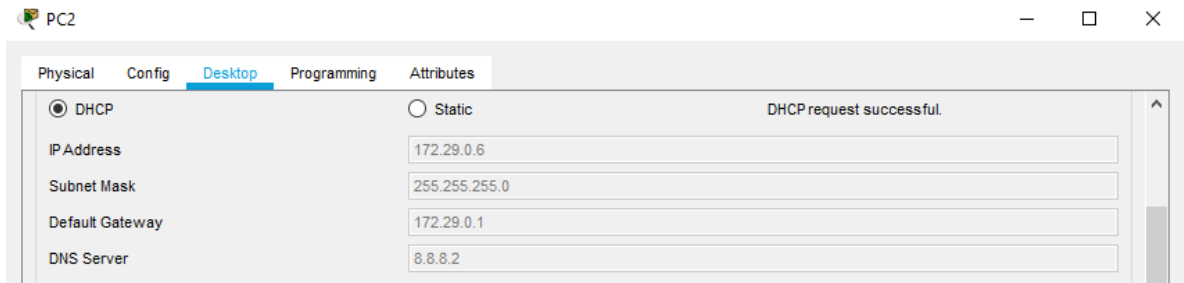 PC2
Physical Config Desktop Programming Attributes
DHCP Static DHCP request successful.
IP Address 172.29.0.6
Subnet Mask 255.255.255.0
Default Gateway 172.29.0.1
DNS Server 8.8.8.2